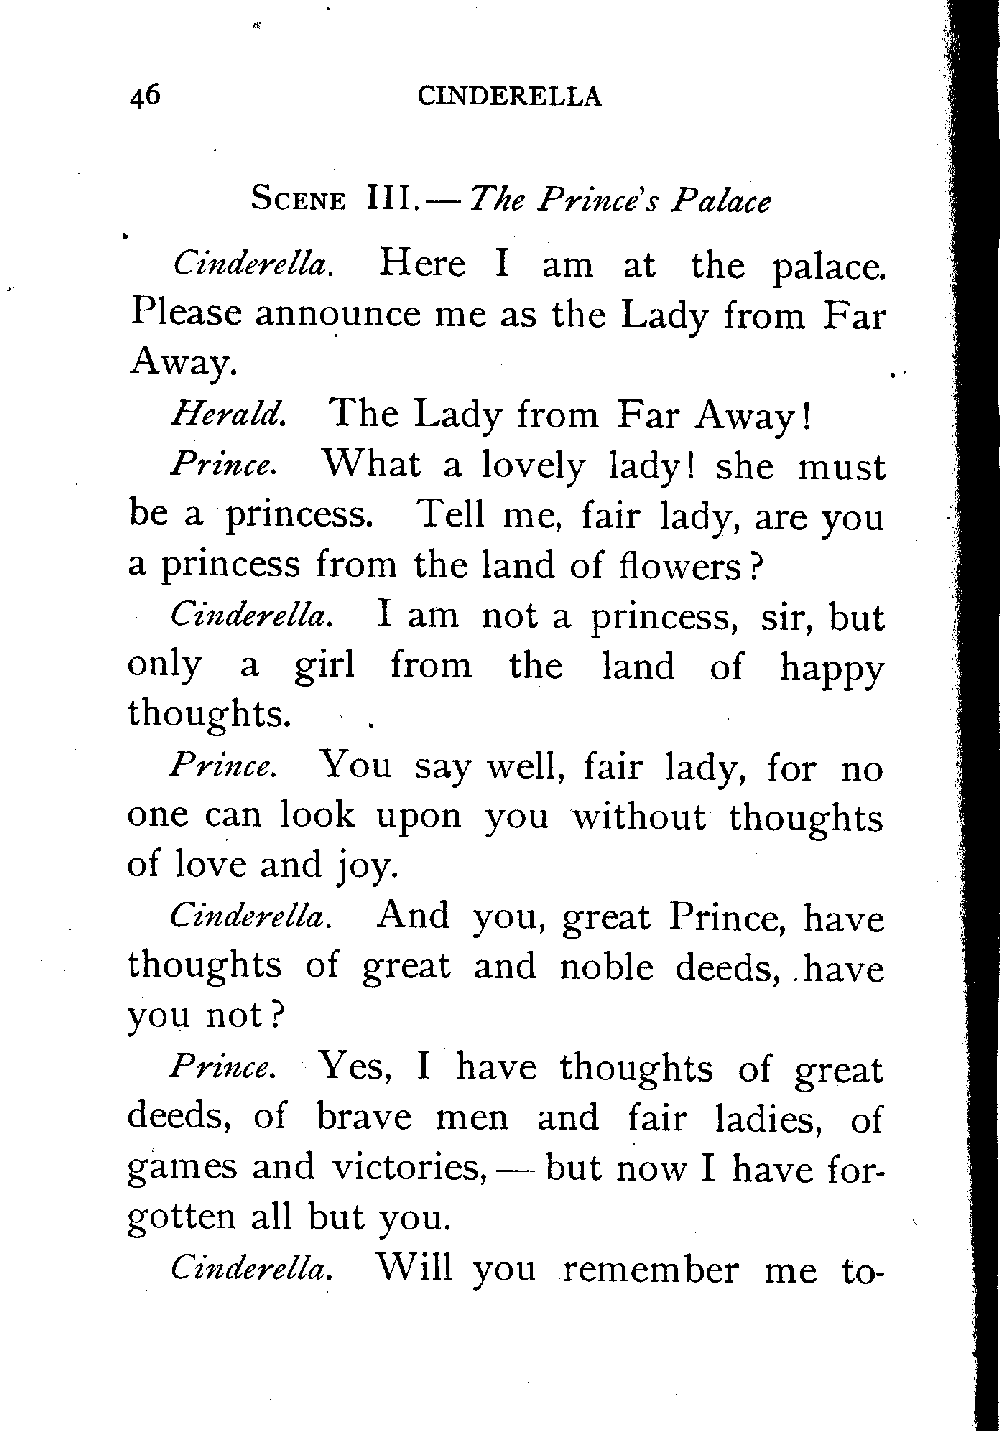 46 CINDERELLA
SCENE III.— The Prince's Palace
Cinderella. Here I am at the palace.
Please announce me as the Lady from Far
Away.
Herald. The Lady from Far Away!
Prince. What a lovely lady! she must
be a princess. Tell me, fair lady, are you
a princess from the land of flowers?
Cinderella. I am not a princess, sir, but
only a girl from the land of happy
thoughts.
Prince. You say well, fair lady, for no
one can look upon you without thoughts
of love and joy.
Cinderella. And you, great Prince, have
thoughts of great and noble deeds, have
you not?
Prince. Yes, I have thoughts of great
deeds, of brave men and fair ladies, of
games and victories,— but now I have for-
gotten all but you.
Cinderella. Will you remember me to-